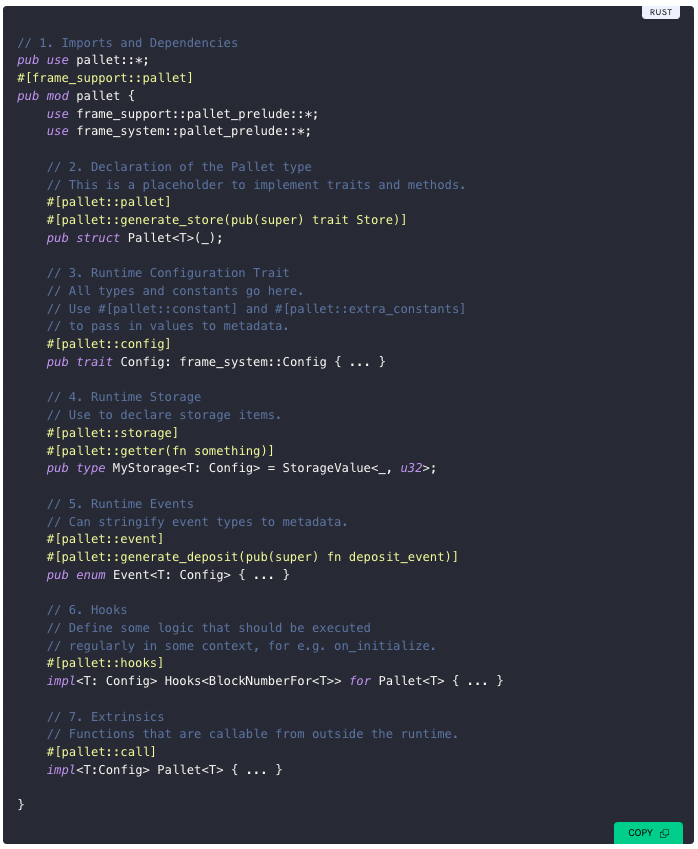 RUST
// 1. Imports and Dependencies
pub use pallet::*;
#[frame_support::pallet]
pub mod pallet {
    use frame_support::pallet_prelude::*;
    use frame_system::pallet_prelude::*;

    // 2. Declaration of the Pallet type
    // This is a placeholder to implement traits and methods.
    #[pallet::pallet]
    #[pallet::generate_store(pub(super) trait Store)]
    pub struct Pallet<T>(_);

    // 3. Runtime Configuration Trait
    // All types and constants go here.
    // Use #[pallet::constant] and #[pallet::extra_constants]
    // to pass in values to metadata.
    #[pallet::config]
    pub trait Config: frame_system::Config { ... }

    // 4. Runtime Storage
    // Use to declare storage items.
    #[pallet::storage]
    #[pallet::getter(fn something)]
    pub type MyStorage<T: Config> = StorageValue<_, u32>;

    // 5. Runtime Events
    // Can stringify event types to metadata.
    #[pallet::event]
    #[pallet::generate_deposit(pub(super) fn deposit_event)]
    pub enum Event<T: Config> { ... }

    // 6. Hooks
    // Define some logic that should be executed
    // regularly in some context, for e.g. on_initialize.
    #[pallet::hooks]
    impl<T: Config> Hooks<BlockNumberFor<T>> for Pallet<T> { ... }

    // 7. Extrinsics
    // Functions that are callable from outside the runtime.
    #[pallet::call]
    impl<T:Config> Pallet<T> { ... }

}
COPY